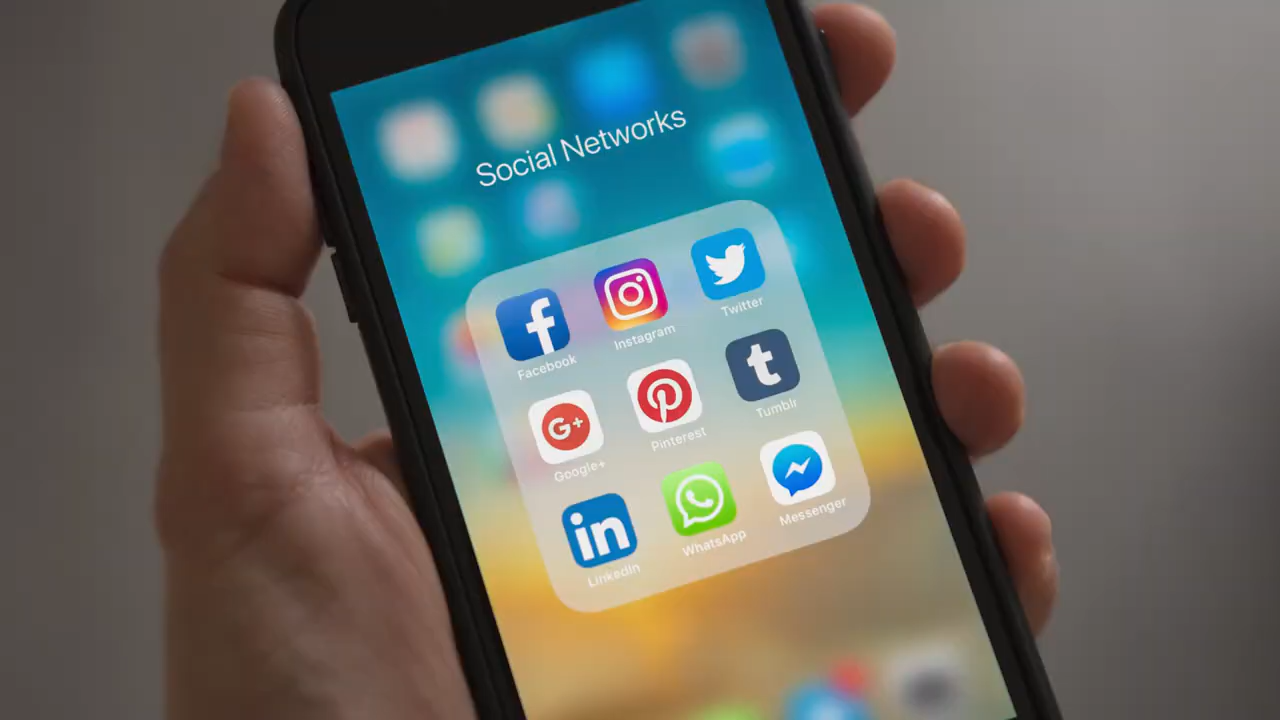 Social Networks
Facebook
Instagram
Twitter
Google+
Pinterest
Tumblr
LinkedIn
WhatsApp
Messenger